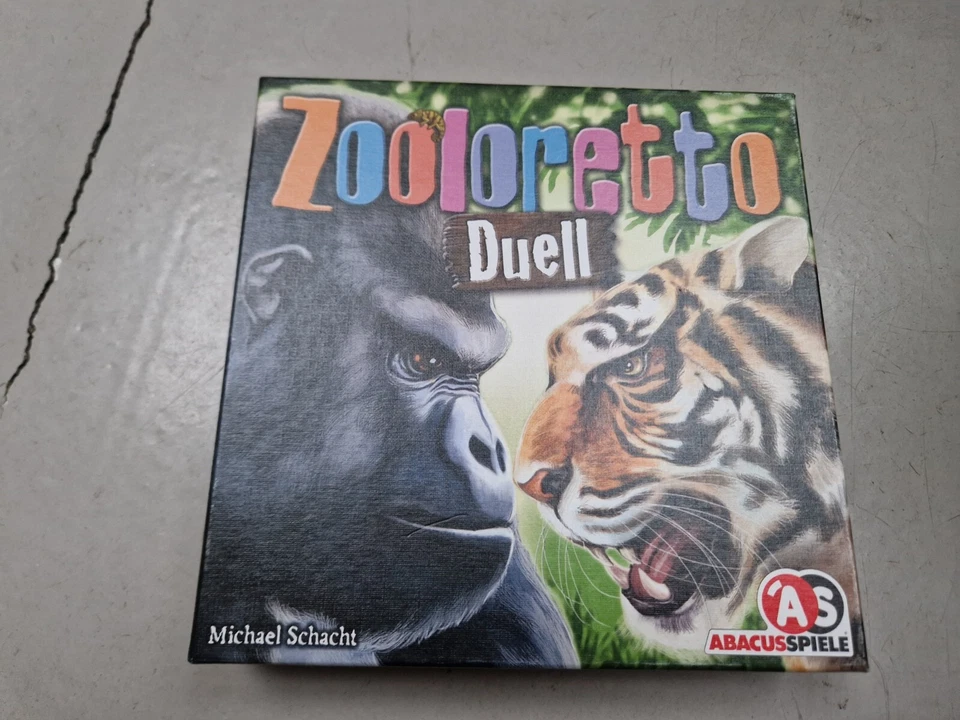 Zooloretto
Duell
Michael Schacht
AS
ABACUSSPIELE